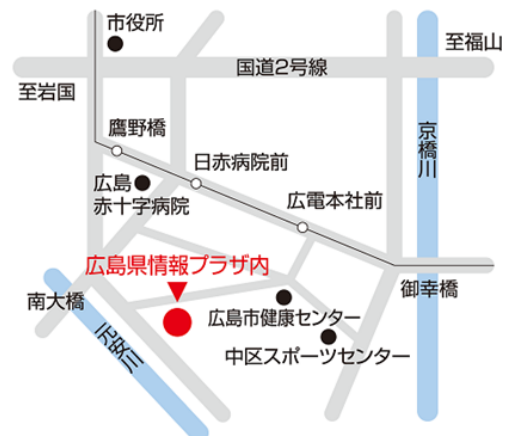 市役所
至福山
国道2号線
至岩国
鷹野橋
京橋川
日赤病院前
広島
赤十字病院
広電本社前
広島県情報プラザ内
南大橋
御幸橋
広島市健康センター
元安川
中区スポーツセンター